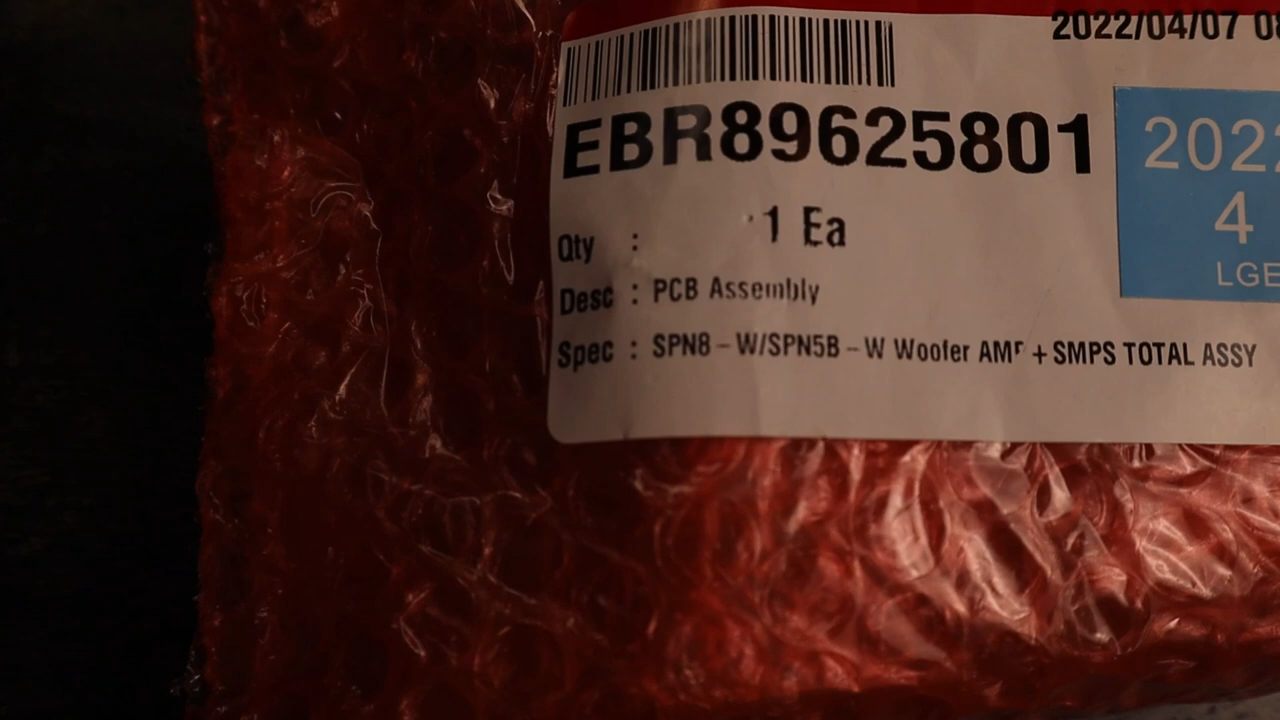 2022/04/07
EBR89625801
2022
4
LGE
Qty : 1 Ea
Desc : PCB Assembly
Spec : SPN8-W/SPN5B-W Woofer AMP + SMPS TOTAL ASSY